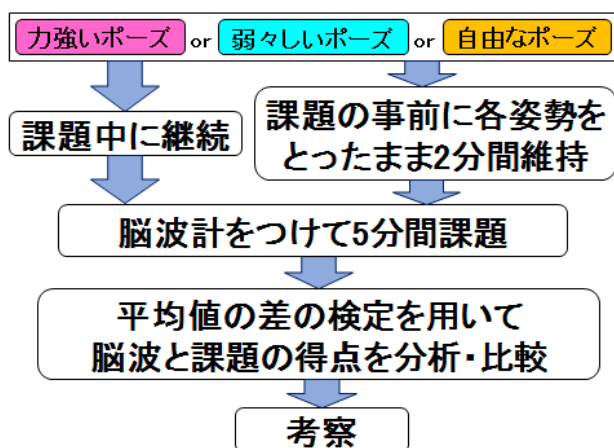 力強いポーズ or 弱々しいポーズ or 自由なポーズ
課題中に継続
課題の事前に各姿勢を
とったまま2分間維持
脳波計をつけて5分間課題
平均値の差の検定を用いて
脳波と課題の得点を分析・比較
考察